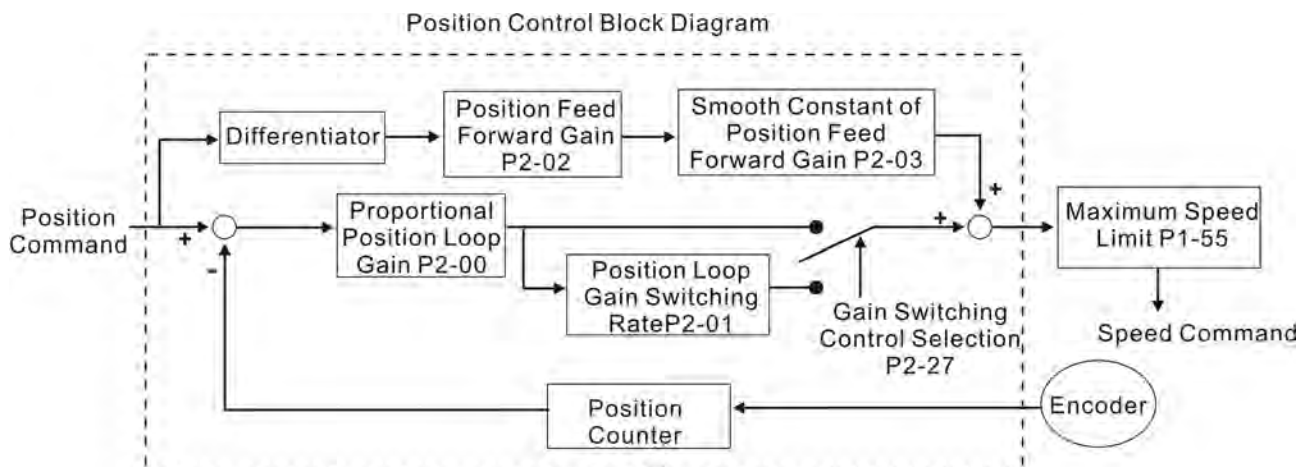 Position Control Block Diagram
Differentiator
Position Feed
Forward Gain
P2-02
Smooth Constant of
Position Feed
Forward Gain P2-03
Position
Command
+
-
Proportional
Position Loop
Gain P2-00
Position Loop
Gain Switching
RateP2-01
Gain Switching
Control Selection
P2-27
+
+
Maximum Speed
Limit P1-55
Speed Command
Position
Counter
Encoder